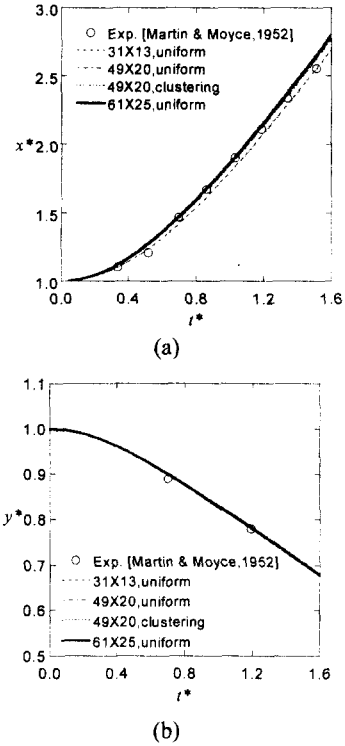 3.0
2.5
x* 2.0
1.5
1.0
Exp. [Martin & Moyce,1952]
31X13,uniform
49X20,uniform
49X20,clustering
61X25,uniform
0.0 0.4 0.8 1.2 1.6
t*
(a)
1.1
1.0
0.9
y* 0.8
0.7
0.6
0.5
Exp. [Martin & Moyce,1952]
31X13,uniform
49X20,uniform
49X20,clustering
61X25,uniform
0.0 0.4 0.8 1.2 1.6
t*
(b)